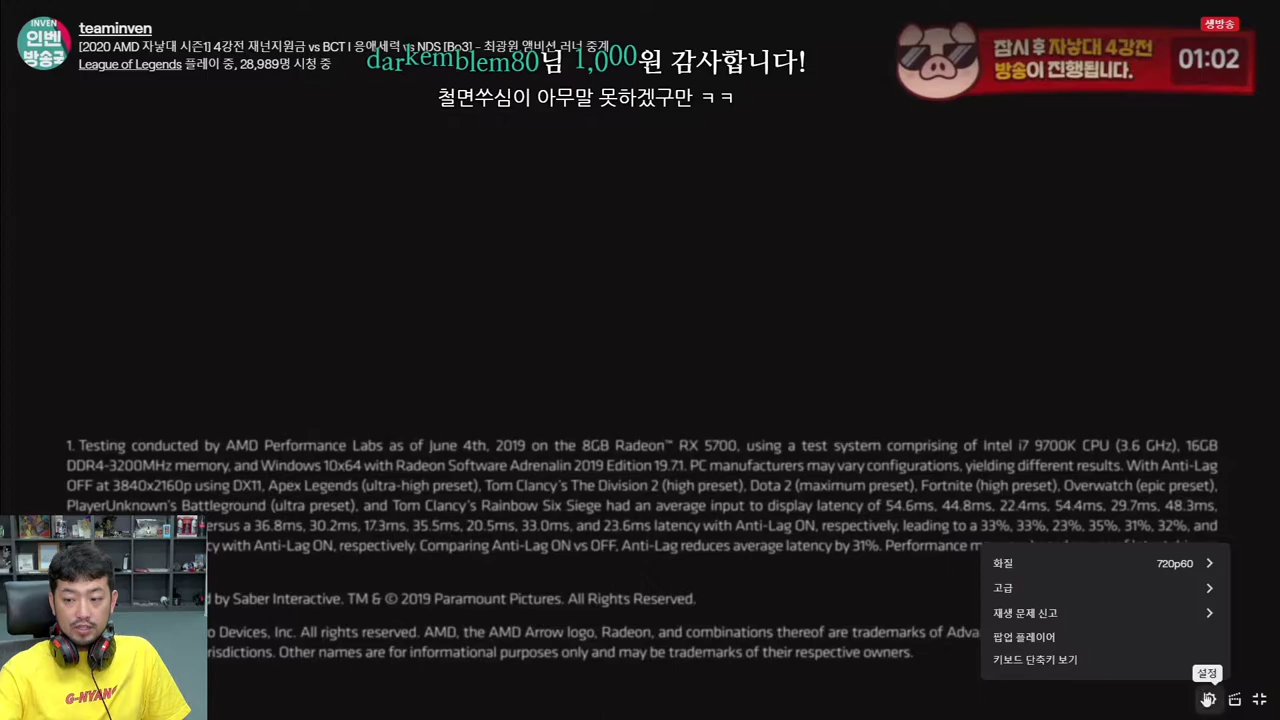 INVEN
인벤
방송국
teaminven
[2020 AMD 자낳대 시즌1] 4강전 재넌지원금 vs BCT | 응애세력 vs NDS [Bo3] - 최광원 앰비션 러너 중계
League of Legends 플레이 중, 28,989명 시청 중
darkemblem80님 1,000원 감사합니다!
철면쑤심이 아무말 못하겠구만 ㅋㅋ
생방송
잠시 후 자낳대 4강전
방송이 진행됩니다.
01:02
1. Testing conducted by AMD Performance Labs as of June 4th, 2019 on the 8GB Radeon™ RX 5700, using a test system comprising of Intel i7 9700K CPU (3.6 GHz), 16GB
DDR4-3200MHz memory, and Windows 10x64 with Radeon Software Adrenalin 2019 Edition 19.7.1. PC manufacturers may vary configurations, yielding different results. With Anti-Lag
OFF at 3840x2160p using DX11, Apex Legends (ultra-high preset), Tom Clancy's The Division 2 (high preset), Dota 2 (maximum preset), Fortnite (high preset), Overwatch (epic preset),
PlayerUnknown's Battleground (ultra preset), and Tom Clancy's Rainbow Six Siege had an average input to display latency of 54.6ms, 44.8ms, 22.4ms, 54.4ms, 29.7ms, 48.3ms,
versus a 36.8ms, 30.2ms, 17.3ms, 35.5ms, 20.5ms, 33.0ms, and 23.6ms latency with Anti-Lag ON, respectively, leading to a 33%, 33%, 23%, 35%, 31%, 32%, and
with Anti-Lag ON, respectively. Comparing Anti-Lag ON vs OFF, Anti-Lag reduces average latency by 31%. Performance
by Saber Interactive. TM & © 2019 Paramount Pictures. All Rights Reserved.
Devices, Inc. All rights reserved. AMD, the AMD Arrow logo, Radeon, and combinations thereof are trademarks of
Other names are for informational purposes only and may be trademarks of their respective owners.
화질 720p60
고급
재생 문제 신고
팝업 플레이어
키보드 단축키 보기
설정
G-NYANG